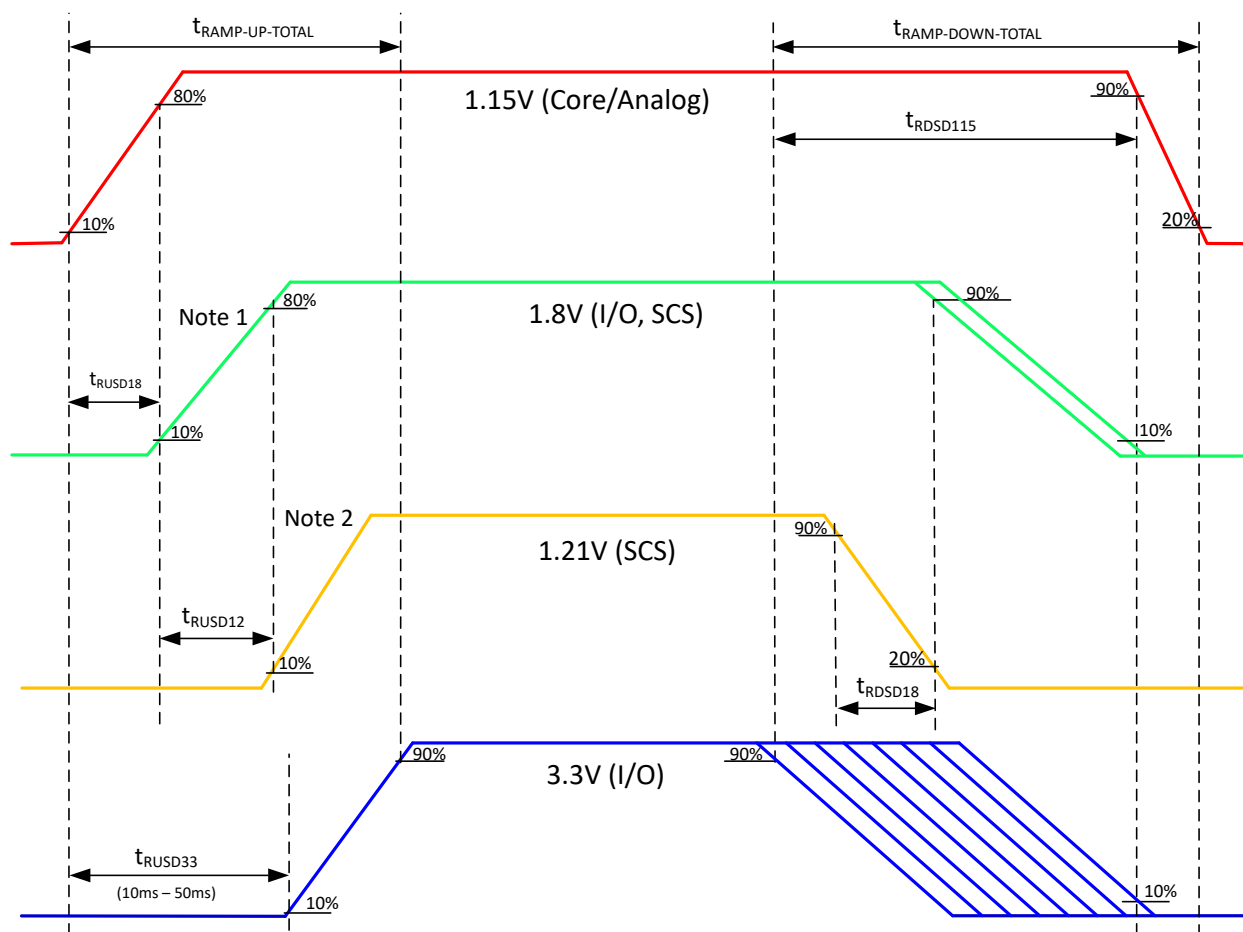 tRAMP-UP-TOTAL
tRAMP-DOWN-TOTAL
80%
1.15V (Core/Analog)
90%
tRDSD115
10%
20%
80%
90%
Note 1
1.8V (I/O, SCS)
tRUSD18
10%
10%
Note 2
90%
1.21V (SCS)
tRUSD12
10%
20%
tRDSD18
90%
90%
3.3V (I/O)
tRUSD33
(10ms – 50ms)
10%
10%